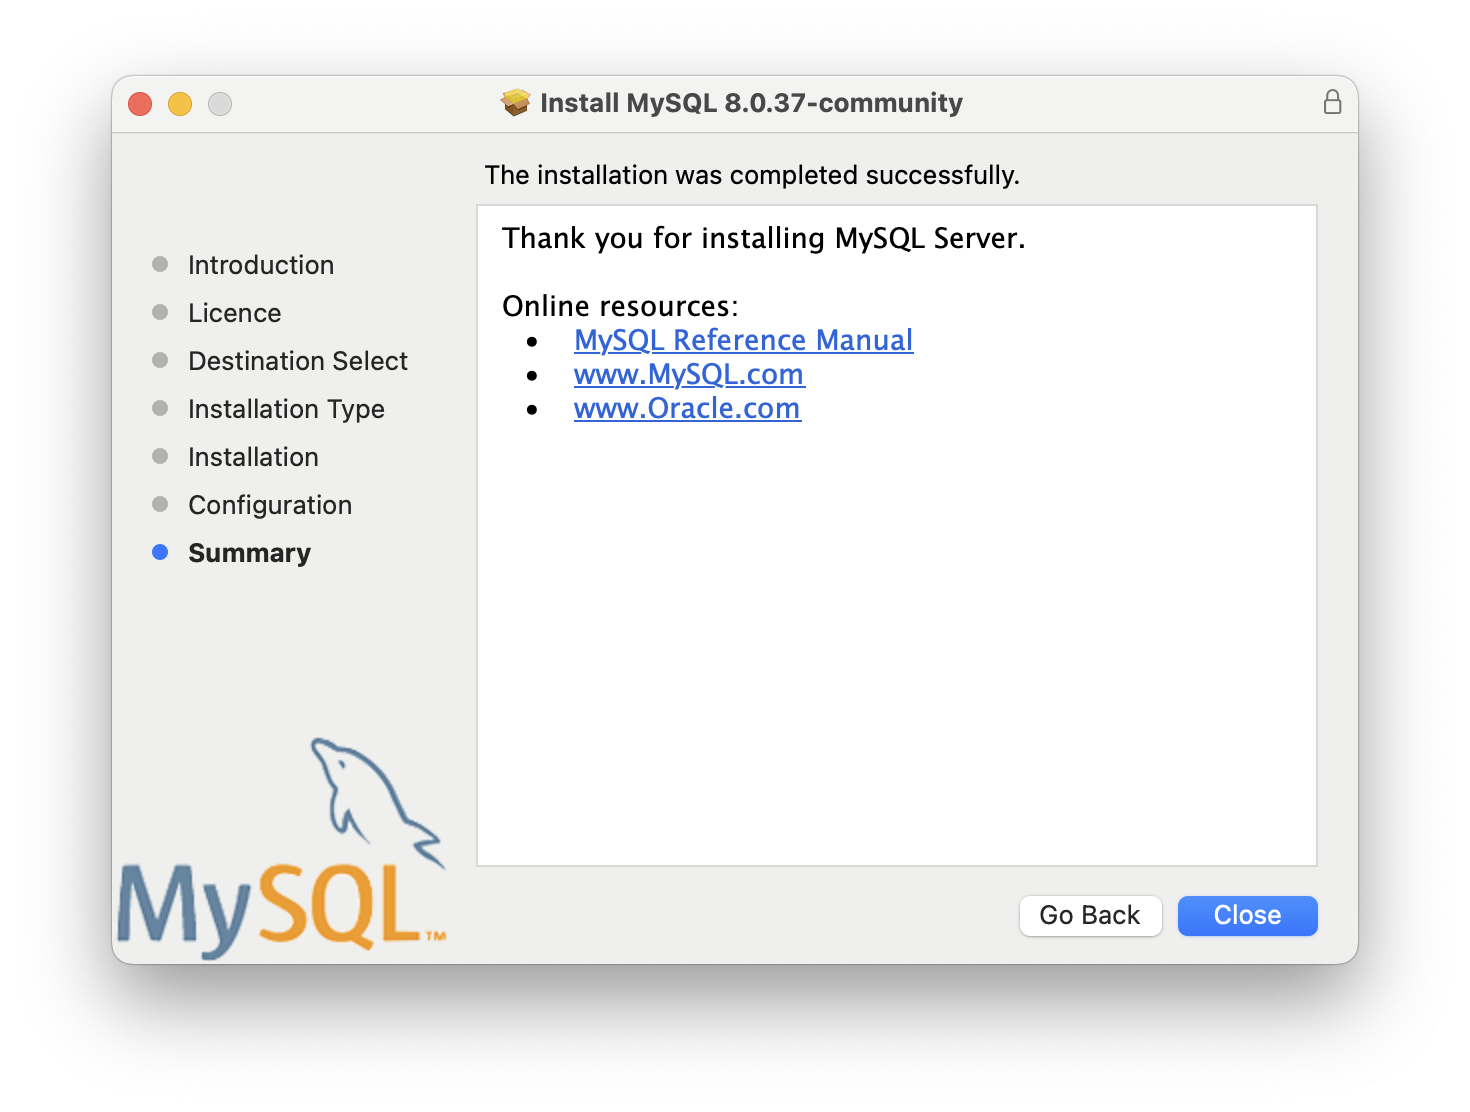 Install MySQL 8.0.37-community
The installation was completed successfully.
Introduction
Licence
Destination Select
Installation Type
Installation
Configuration
Summary
Thank you for installing MySQL Server.
Online resources:
• MySQL Reference Manual
• www.MySQL.com
• www.Oracle.com
MySQL™
Go Back
Close